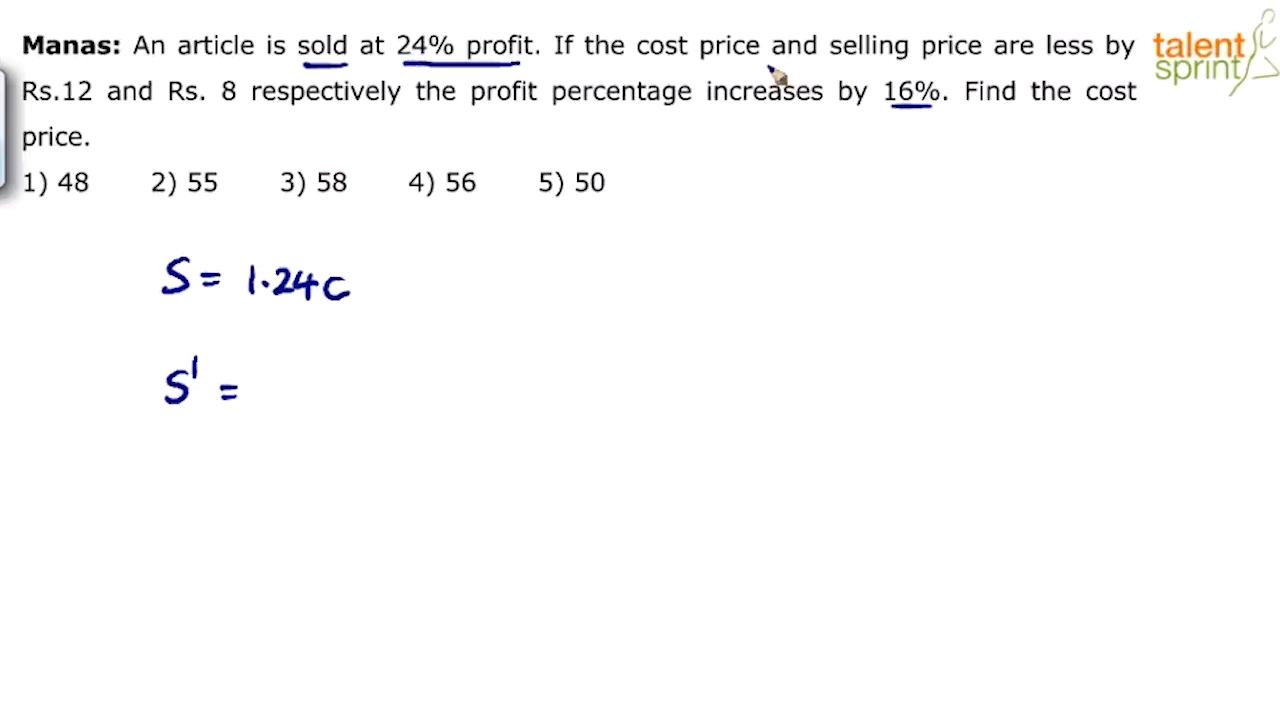 Manas: An article is sold at 24% profit. If the cost price and selling price are less by
Rs.12 and Rs. 8 respectively the profit percentage increases by 16%. Find the cost
price.
1) 48 2) 55 3) 58 4) 56 5) 50
S = 1.24C
S' =
talent
sprint